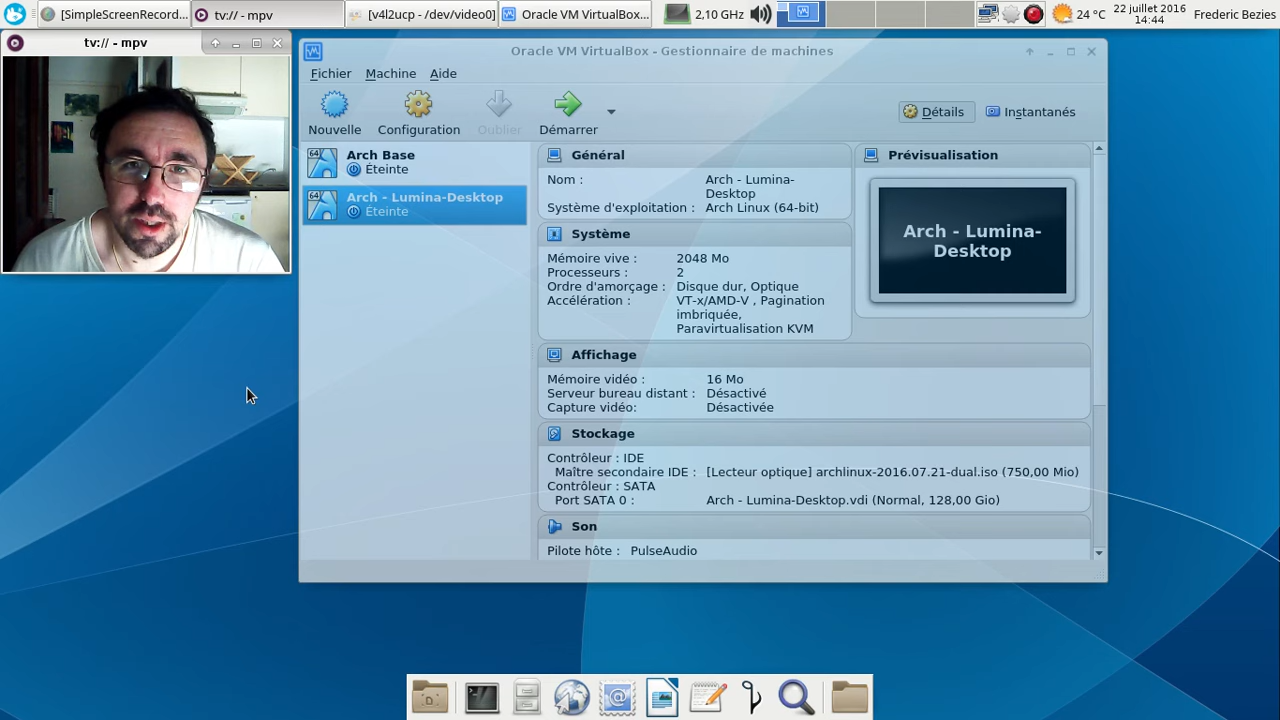 [SimpleScreenRecord...
tv:// - mpv
[v4l2ucp - /dev/video0]
Oracle VM VirtualBox...
2,10 GHz
24 °C
22 juillet 2016
14:44
Frederic Bezies
tv:// - mpv
Oracle VM VirtualBox - Gestionnaire de machines
Fichier Machine Aide
Nouvelle
Configuration
Oublier
Démarrer
Détails
Instantanés
64
Arch Base
Éteinte
64
Arch - Lumina-Desktop
Éteinte
Général
Nom : Arch - Lumina-
Desktop
Système d'exploitation : Arch Linux (64-bit)
Système
Mémoire vive : 2048 Mo
Processeurs : 2
Ordre d'amorçage : Disque dur, Optique
Accélération : VT-x/AMD-V , Pagination
imbriquée,
Paravirtualisation KVM
Prévisualisation
Arch - Lumina-
Desktop
Affichage
Mémoire vidéo : 16 Mo
Serveur bureau distant : Désactivé
Capture vidéo: Désactivée
Stockage
Contrôleur : IDE
Maître secondaire IDE : [Lecteur optique] archlinux-2016.07.21-dual.iso (750,00 Mio)
Contrôleur : SATA
Port SATA 0 : Arch - Lumina-Desktop.vdi (Normal, 128,00 Gio)
Son
Pilote hôte : PulseAudio